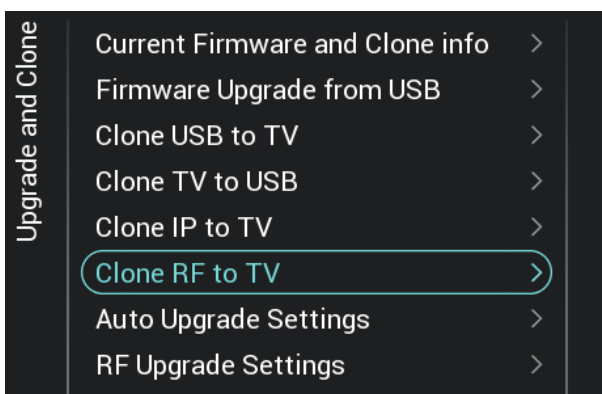 Upgrade and Clone
Current Firmware and Clone info
Firmware Upgrade from USB
Clone USB to TV
Clone TV to USB
Clone IP to TV
Clone RF to TV
Auto Upgrade Settings
RF Upgrade Settings